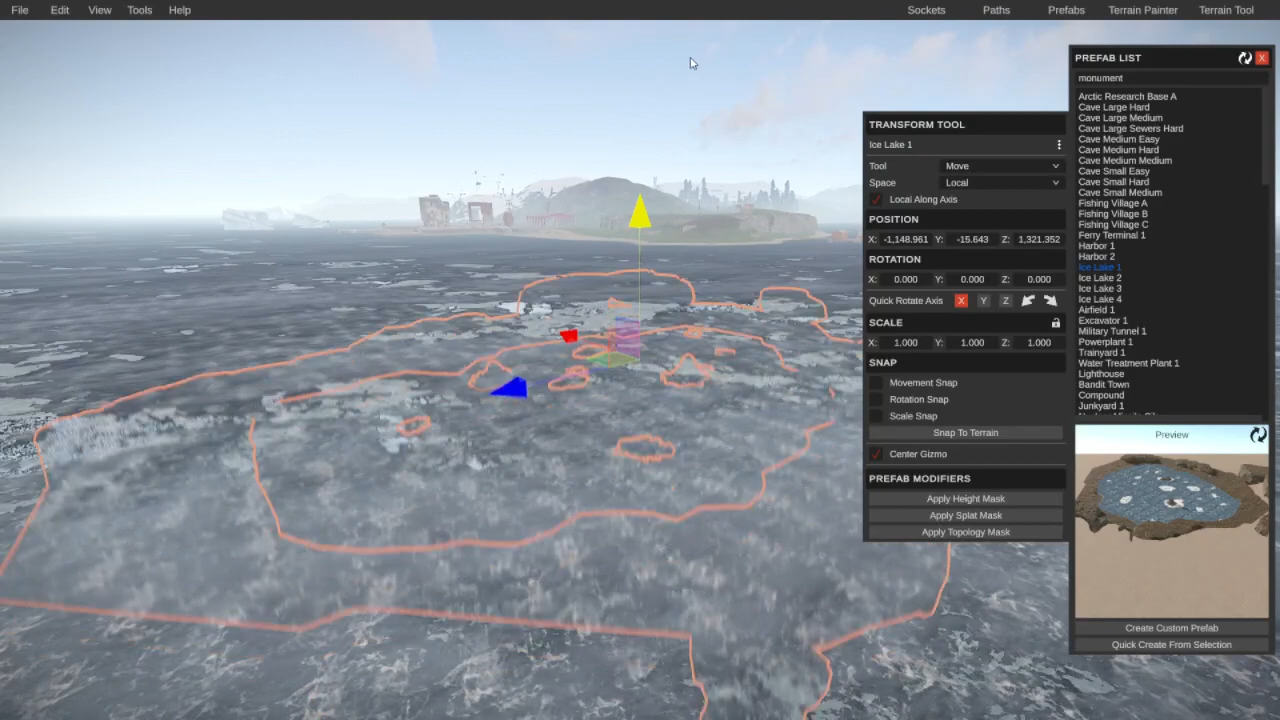 File Edit View Tools Help Sockets Paths Prefabs Terrain Painter Terrain Tool
TRANSFORM TOOL
Ice Lake 1
Tool Move
Space Local
Local Along Axis
POSITION
X: -1,148.961 Y: -15.643 Z: 1,321.352
ROTATION
X: 0.000 Y: 0.000 Z: 0.000
Quick Rotate Axis X Y Z
SCALE
X: 1.000 Y: 1.000 Z: 1.000
SNAP
Movement Snap
Rotation Snap
Scale Snap
Snap To Terrain
Center Gizmo
PREFAB MODIFIERS
Apply Height Mask
Apply Splat Mask
Apply Topology Mask
PREFAB LIST X
monument
Arctic Research Base A
Cave Large Hard
Cave Large Medium
Cave Large Sewers Hard
Cave Medium Easy
Cave Medium Hard
Cave Medium Medium
Cave Small Easy
Cave Small Hard
Cave Small Medium
Fishing Village A
Fishing Village B
Fishing Village C
Ferry Terminal 1
Harbor 1
Harbor 2
Ice Lake 1
Ice Lake 2
Ice Lake 3
Ice Lake 4
Airfield 1
Excavator 1
Military Tunnel 1
Powerplant 1
Trainyard 1
Water Treatment Plant 1
Lighthouse
Bandit Town
Compound
Junkyard 1
Preview
Create Custom Prefab
Quick Create From Selection